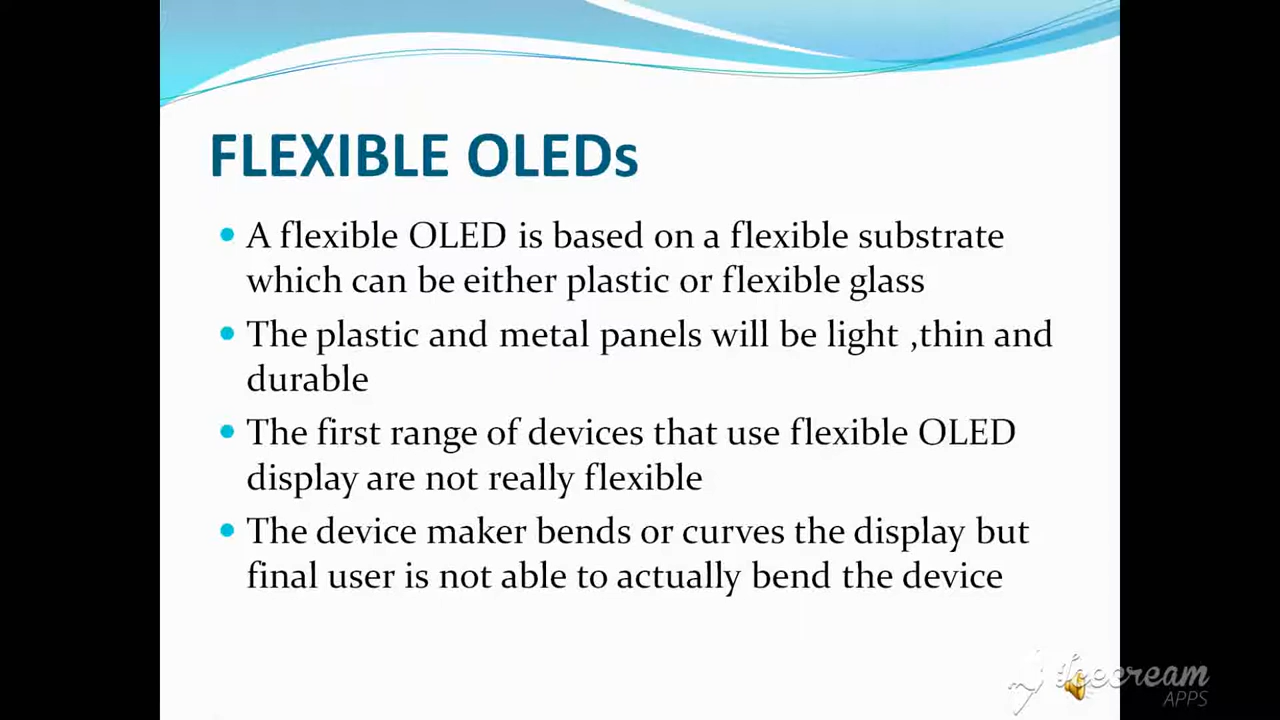 FLEXIBLE OLEDs
• A flexible OLED is based on a flexible substrate
which can be either plastic or flexible glass
• The plastic and metal panels will be light ,thin and
durable
• The first range of devices that use flexible OLED
display are not really flexible
• The device maker bends or curves the display but
final user is not able to actually bend the device
Icecream
APPS